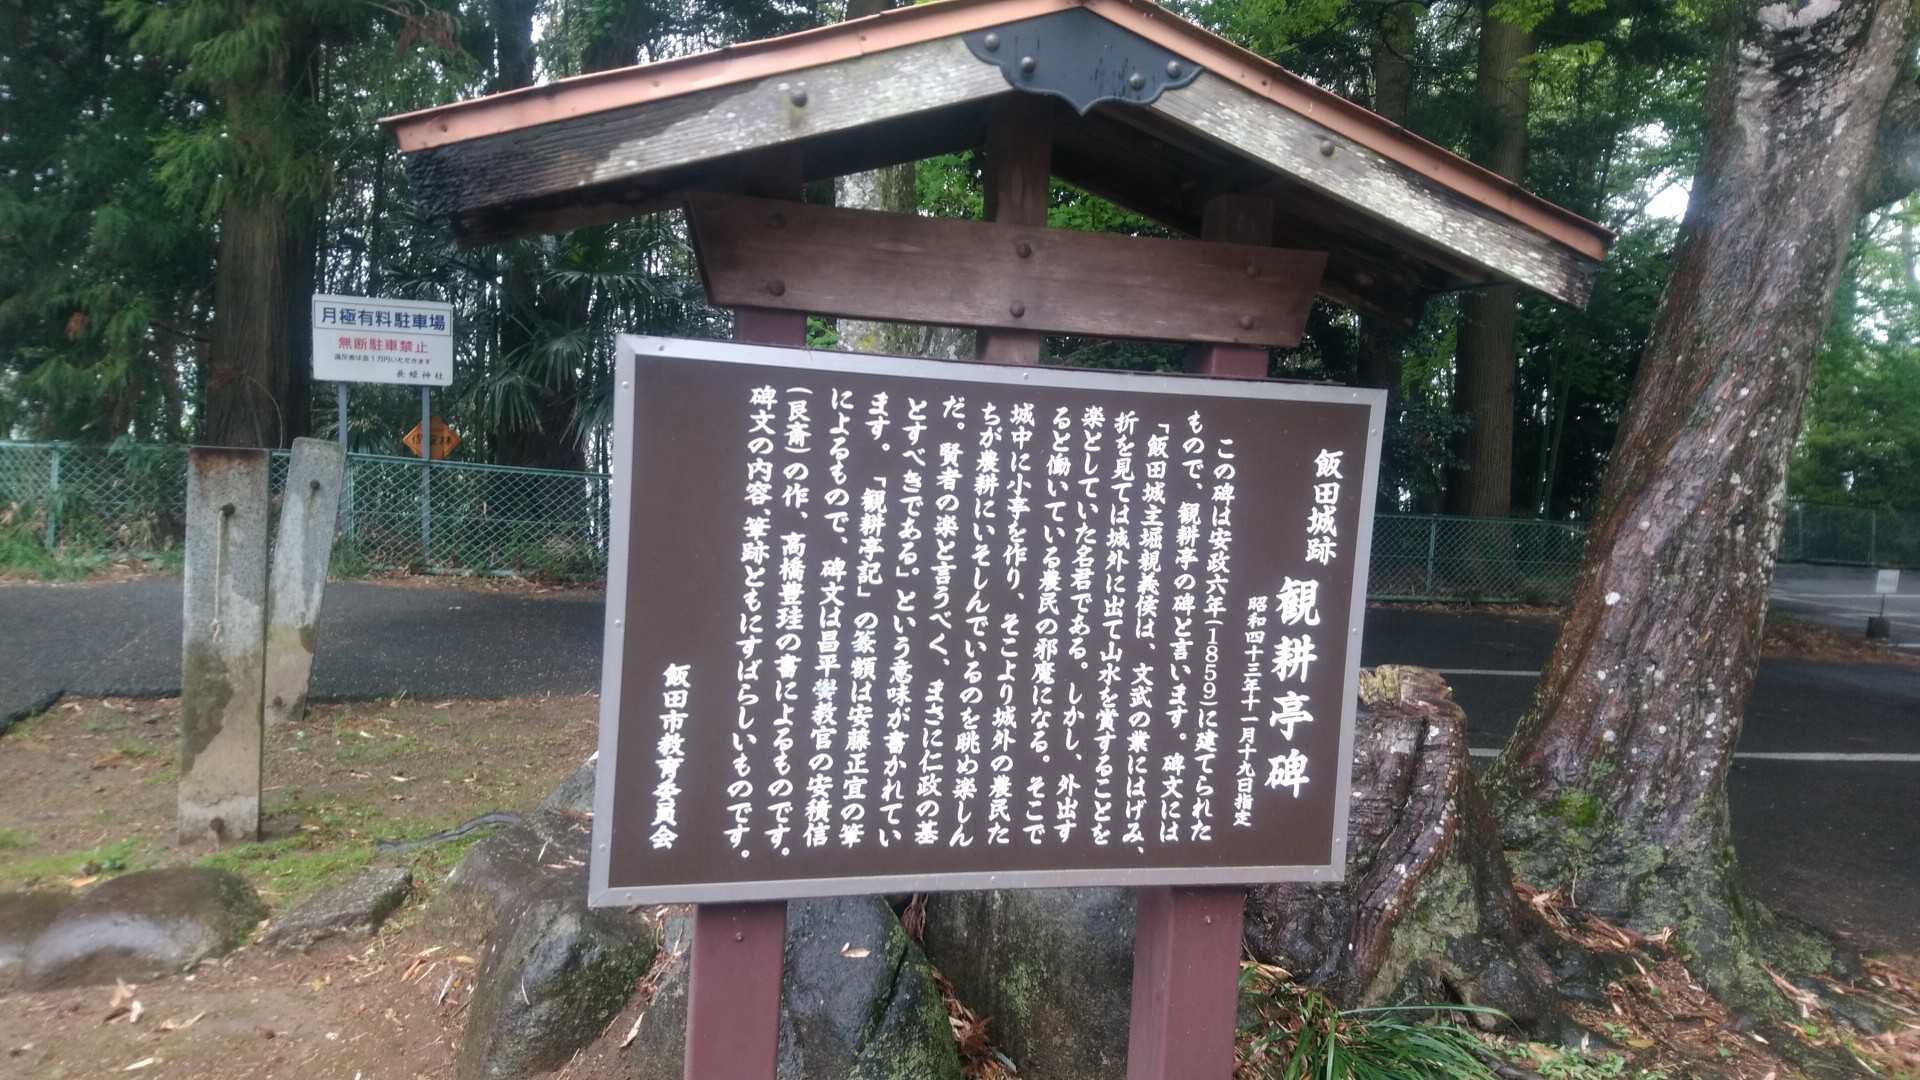 飯田城跡 観耕亭碑
昭和四十三年十一月十九日指定
この碑は安政六年(1859)に建てられた
もので、観耕亭の碑と言います。碑文には
「飯田城主堀親義侯は、文武の業にはげみ、
折を見ては城外に出て山水を賞することを
楽としていた名君である。しかし、外出す
ると働いている農民の邪魔になる。そこで
城中に小亭を作り、そこより城外の農民た
ちが農耕にいそしんでいるのを眺め楽しん
だ。賢者の楽と言うべく、まさに仁政の基
とすべきである。」という意味が書かれてい
ます。「観耕亭記」の篆額は安藤正宜の筆
によるもので、碑文は昌平黌教官の安積信
(艮斎)の作、高橋豊珪の書によるものです。
碑文の内容、筆跡ともにすばらしいものです。
飯田市教育委員会
月極有料駐車場
無断駐車禁止
違反者は金1万円いただきます
長姫神社